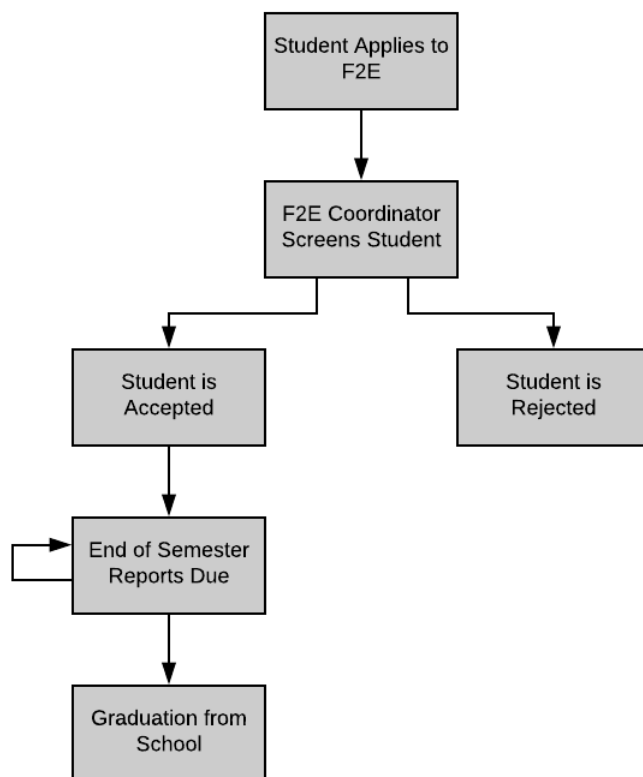 Student Applies to
F2E
F2E Coordinator
Screens Student
Student is
Accepted
Student is
Rejected
End of Semester
Reports Due
Graduation from
School